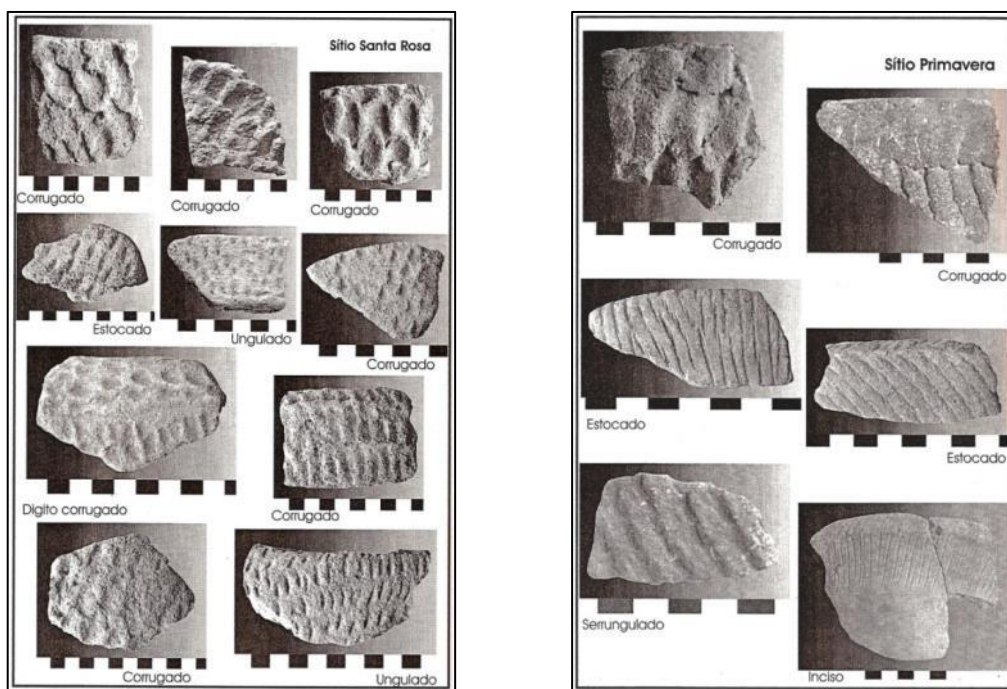 Sítio Santa Rosa
Corrugado
Corrugado
Corrugado
Estocado
Ungulado
Corrugado
Digito corrugado
Corrugado
Corrugado
Ungulado
Sítio Primavera
Corrugado
Corrugado
Estocado
Estocado
Serrungulado
Inciso